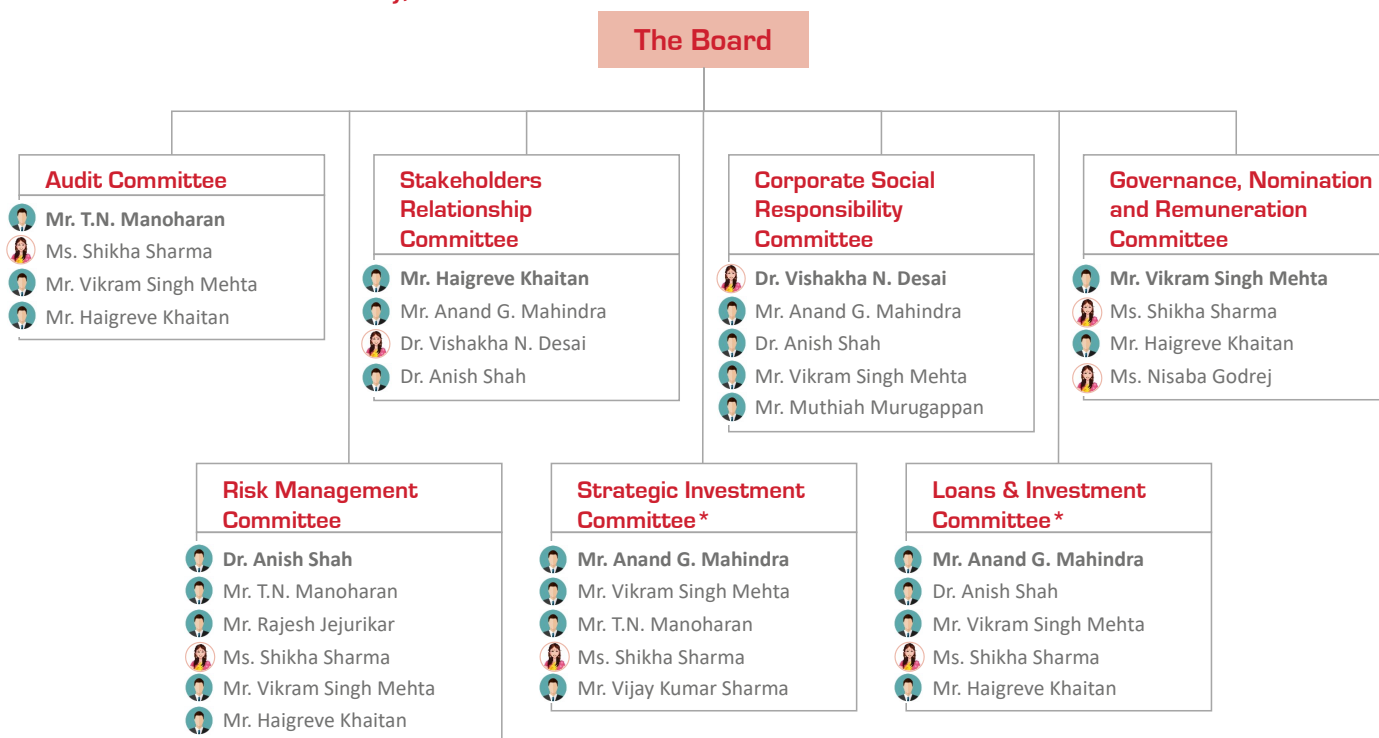 The Board
Audit Committee
Mr. T.N. Manoharan
Ms. Shikha Sharma
Mr. Vikram Singh Mehta
Mr. Haigreve Khaitan
Stakeholders
Relationship
Committee
Mr. Haigreve Khaitan
Mr. Anand G. Mahindra
Dr. Vishakha N. Desai
Dr. Anish Shah
Corporate Social
Responsibility
Committee
Dr. Vishakha N. Desai
Mr. Anand G. Mahindra
Dr. Anish Shah
Mr. Vikram Singh Mehta
Mr. Muthiah Murugappan
Governance, Nomination
and Remuneration
Committee
Mr. Vikram Singh Mehta
Ms. Shikha Sharma
Mr. Haigreve Khaitan
Ms. Nisaba Godrej
Risk Management
Committee
Dr. Anish Shah
Mr. T.N. Manoharan
Mr. Rajesh Jejurikar
Ms. Shikha Sharma
Mr. Vikram Singh Mehta
Mr. Haigreve Khaitan
Strategic Investment
Committee*
Mr. Anand G. Mahindra
Mr. Vikram Singh Mehta
Mr. T.N. Manoharan
Ms. Shikha Sharma
Mr. Vijay Kumar Sharma
Loans & Investment
Committee*
Mr. Anand G. Mahindra
Dr. Anish Shah
Mr. Vikram Singh Mehta
Ms. Shikha Sharma
Mr. Haigreve Khaitan